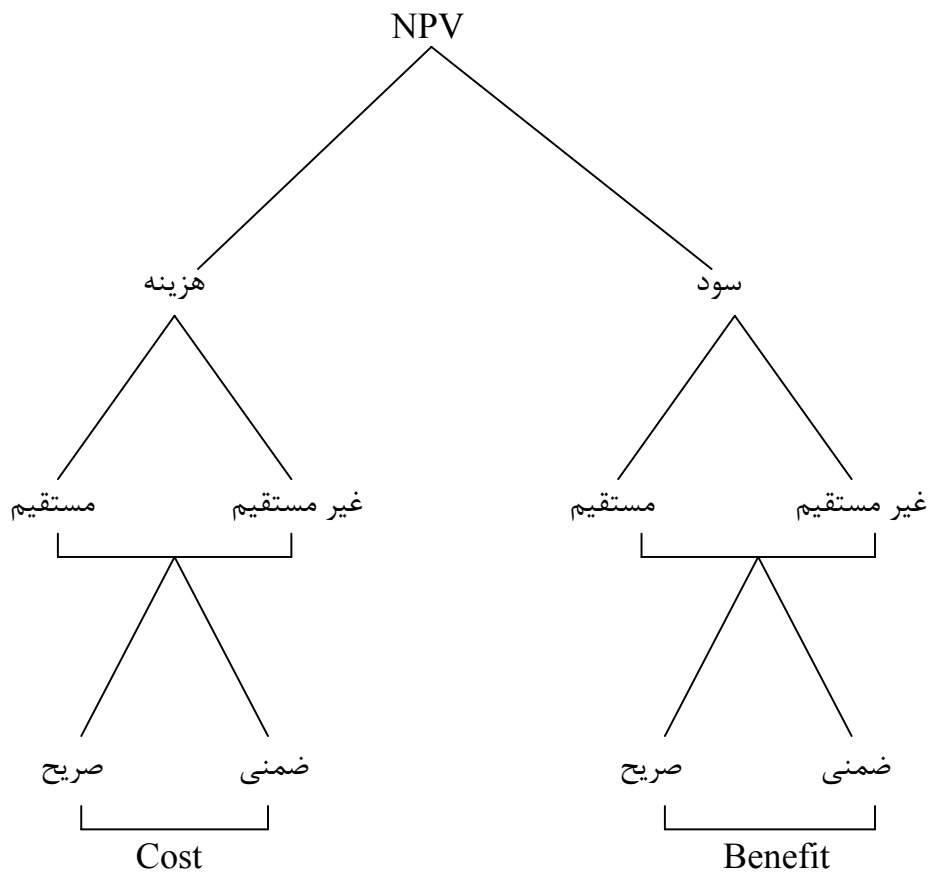 NPV
هزینه
سود
مستقیم
غیر مستقیم
مستقیم
غیر مستقیم
صریح
ضمنی
صریح
ضمنی
Cost
Benefit